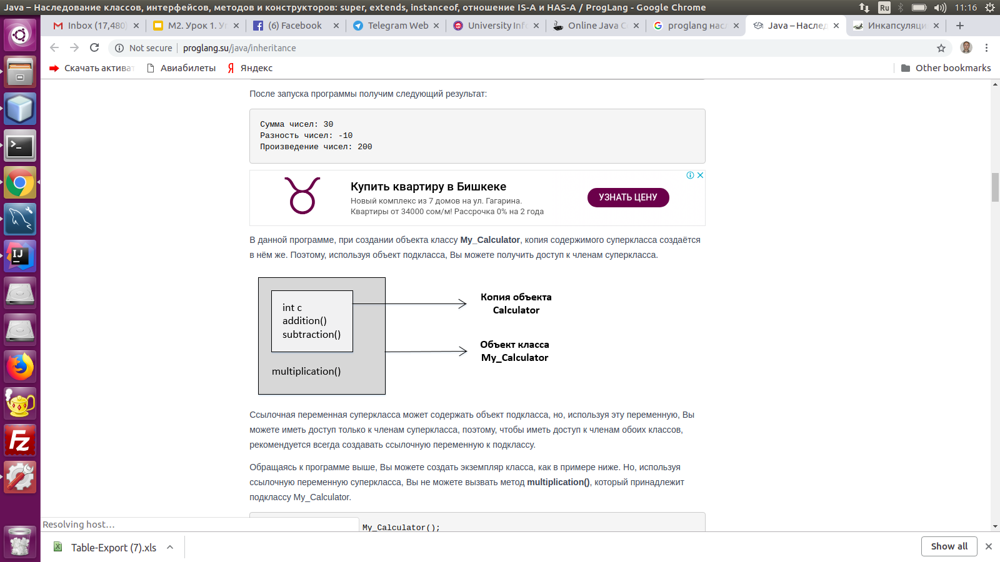 Java – Наследование классов, интерфейсов, методов и конструкторов: super, extends, instanceof, отношение IS-A и HAS-A / ProgLang - Google Chrome
Ru
11:16
Inbox (17,480)
M2. Урок 1. У
(6) Facebook
Telegram Web
University Info
Online Java C
proglang нас
Java – Наслед
Инкапсуляци
Not secure
proglang.su/java/inheritance
Скачать активат
Авиабилеты
Яндекс
Other bookmarks
После запуска программы получим следующий результат:
Сумма чисел: 30
Разность чисел: -10
Произведение чисел: 200
Купить квартиру в Бишкеке
Новый комплекс из 7 домов на ул. Гагарина.
Квартиры от 34000 сом/м! Рассрочка 0% на 2 года
УЗНАТЬ ЦЕНУ
В данной программе, при создании объекта классу My_Calculator, копия содержимого суперкласса создаётся
в нём же. Поэтому, используя объект подкласса, Вы можете получить доступ к членам суперкласса.
int c
addition()
subtraction()
multiplication()
Копия объекта
Calculator
Объект класса
My_Calculator
Ссылочная переменная суперкласса может содержать объект подкласса, но, используя эту переменную, Вы
можете иметь доступ только к членам суперкласса, поэтому, чтобы иметь доступ к членам обоих классов,
рекомендуется всегда создавать ссылочную переменную к подклассу.
Обращаясь к программе выше, Вы можете создать экземпляр класса, как в примере ниже. Но, используя
ссылочную переменную суперкласса, Вы не можете вызвать метод multiplication(), который принадлежит
подклассу My_Calculator.
My_Calculator();
Resolving host…
Table-Export (7).xls
Show all